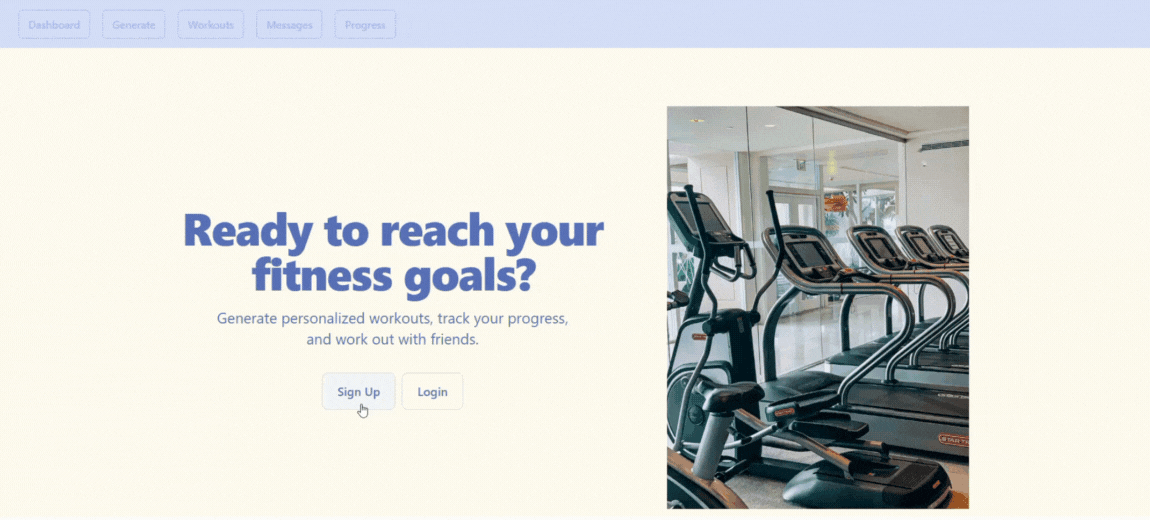 Dashboard Generate Workouts Messages Progress
Ready to reach your
fitness goals?
Generate personalized workouts, track your progress,
and work out with friends.
Sign Up Login